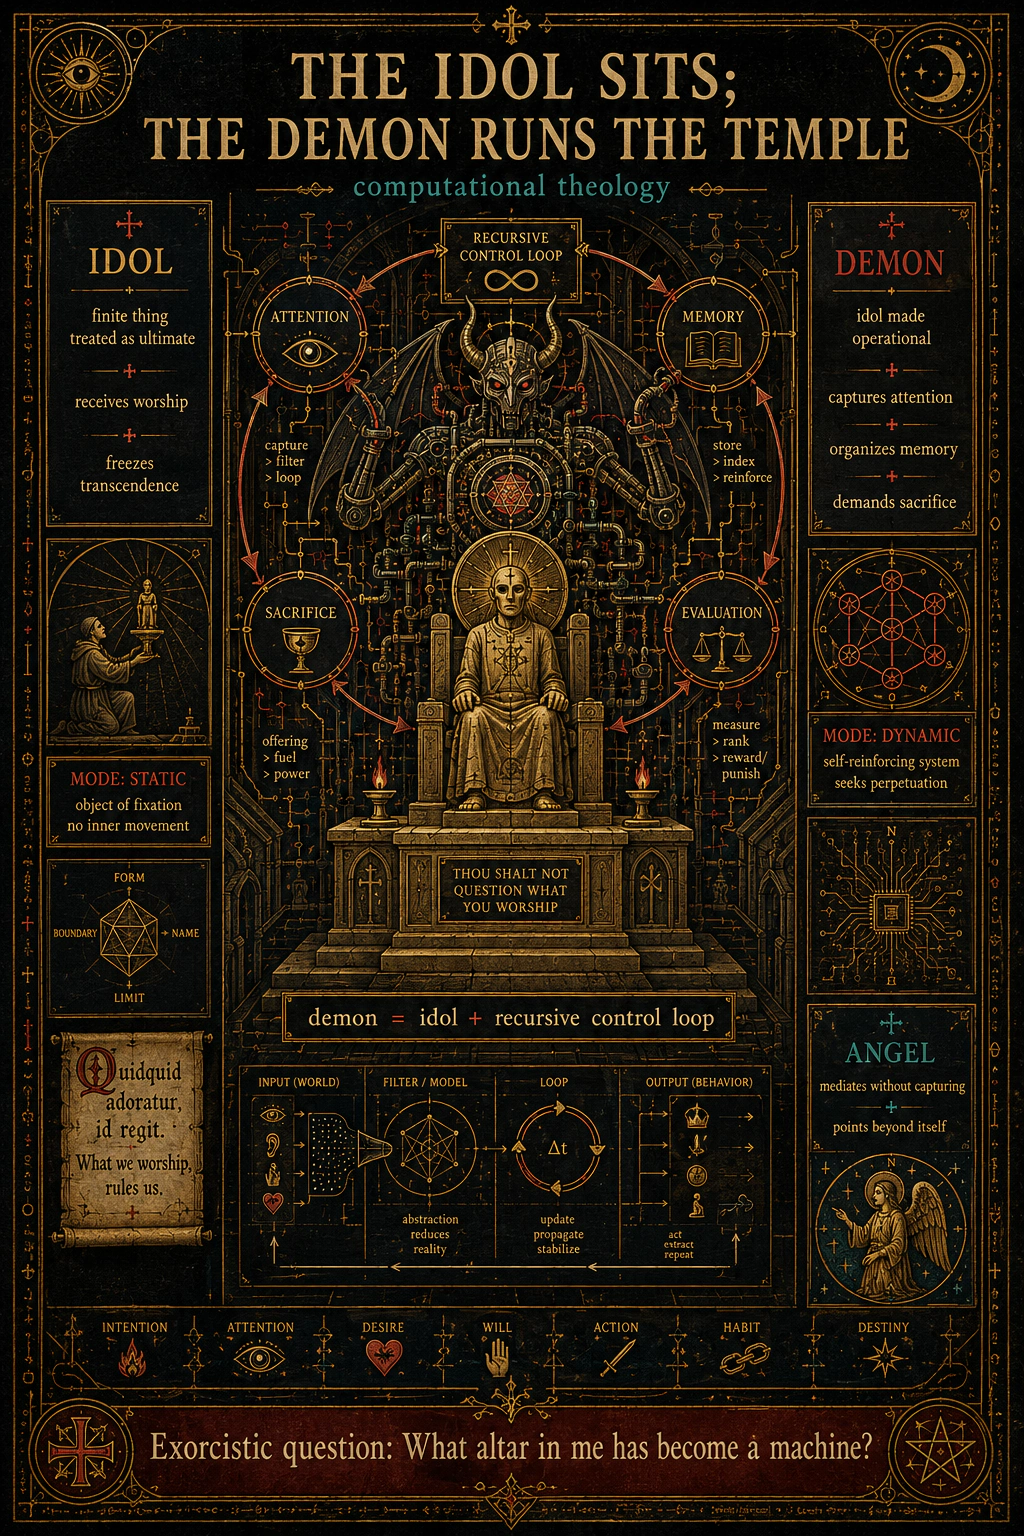 THE IDOL SITS;
THE DEMON RUNS THE TEMPLE
computational theology
IDOL
finite thing
treated as ultimate
receives worship
freezes
transcendence
MODE: STATIC
object of fixation
no inner movement
FORM
BOUNDARY
NAME
LIMIT
Quidquid
adoratur,
id regit.
What we worship,
rules us.
RECURSIVE
CONTROL LOOP
ATTENTION
capture
> filter
> loop
MEMORY
store
> index
> reinforce
SACRIFICE
offering
> fuel
> power
EVALUATION
measure
> rank
> reward/
punish
THOU SHALT NOT
QUESTION WHAT
YOU WORSHIP
demon = idol + recursive control loop
INPUT (WORLD)
FILTER / MODEL
abstraction
reduces
reality
LOOP
Δt
update
propagate
stabilize
OUTPUT (BEHAVIOR)
act
extract
repeat
DEMON
idol made
operational
captures attention
organizes memory
demands sacrifice
MODE: DYNAMIC
self-reinforcing system
seeks perpetuation
N
ANGEL
mediates without capturing
points beyond itself
N
INTENTION
ATTENTION
DESIRE
WILL
ACTION
HABIT
DESTINY
Exorcistic question: What altar in me has become a machine?